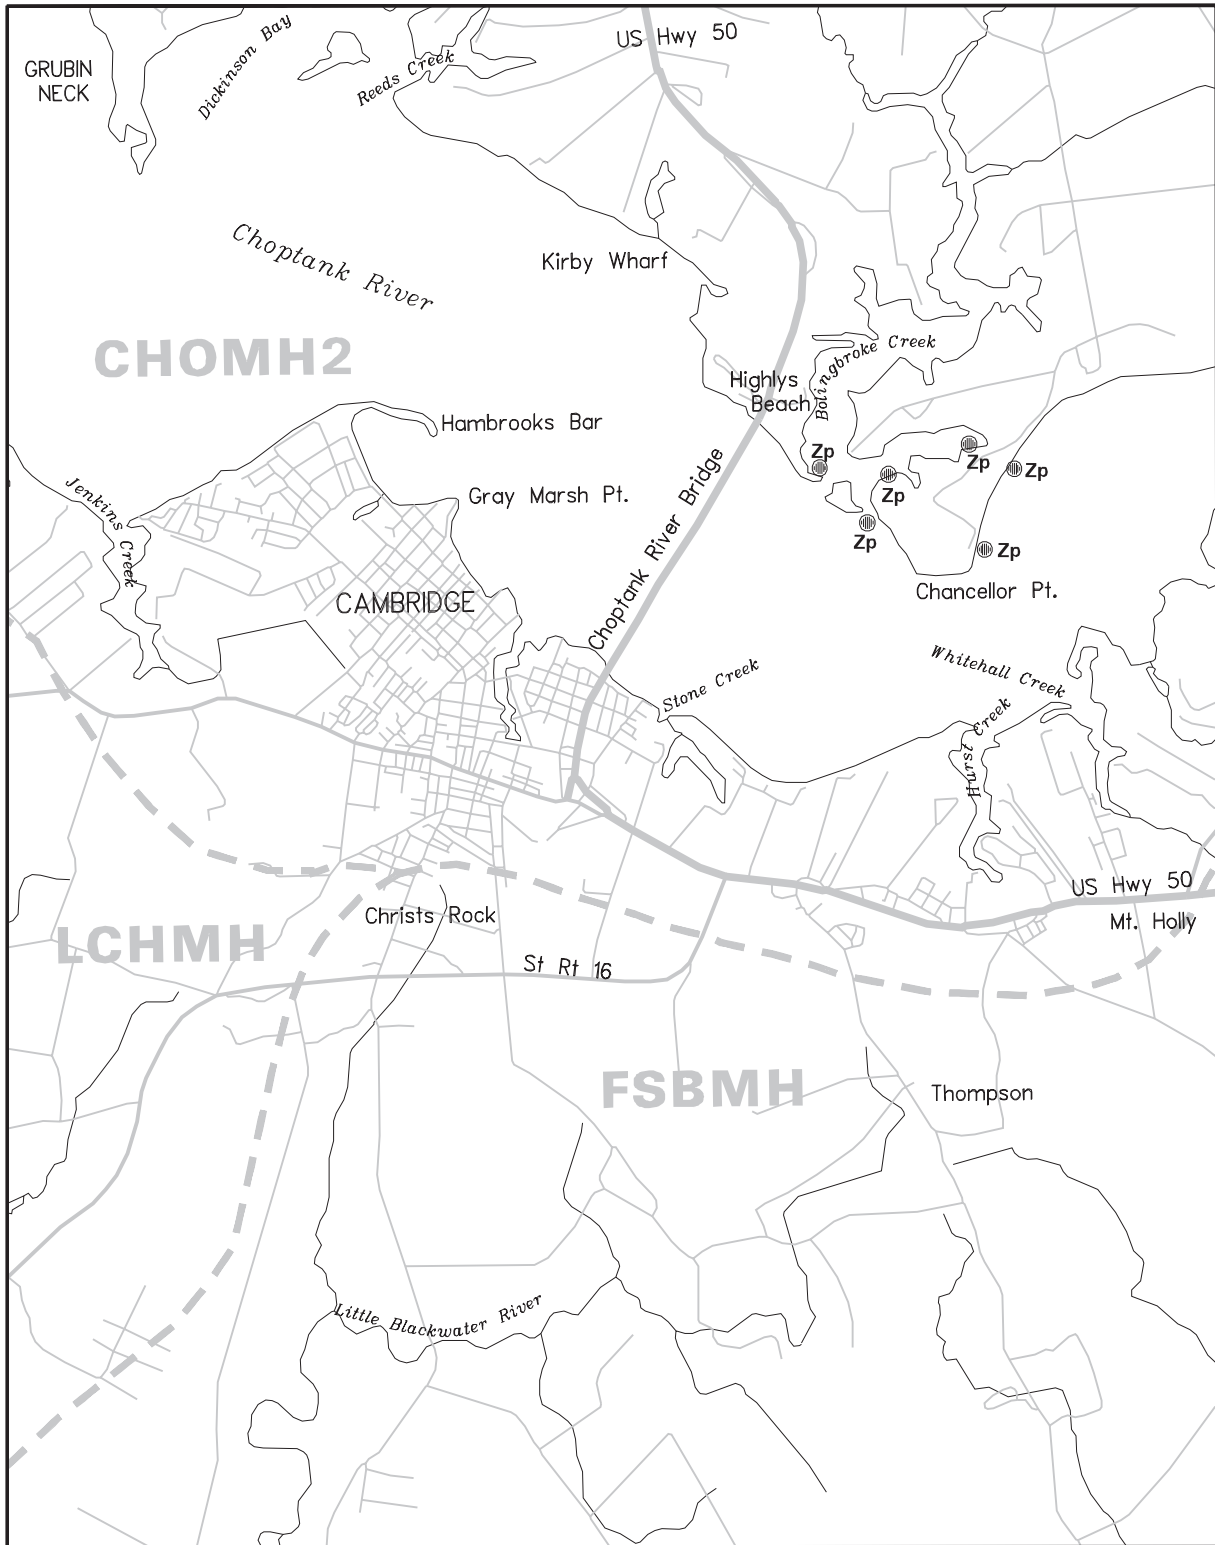 US Hwy 50
Dickinson Bay
GRUBIN
NECK
Reeds Creek
Choptank River
Kirby Wharf
CHOMH2
Bolingbroke Creek
Highlys
Beach
Hambrooks Bar
Zp
Zp
Zp
Zp
Jenkins Creek
Gray Marsh Pt.
Choptank River Bridge
Zp
Zp
Chancellor Pt.
CAMBRIDGE
Stone Creek
Whitehall Creek
Hurst Creek
US Hwy 50
Christs Rock
Mt. Holly
LCHMH
St Rt 16
FSBMH
Thompson
Little Blackwater River